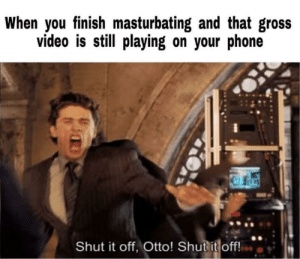 When you finish masturbating and that gross
video is still playing on your phone
Shut it off, Otto! Shut it off!